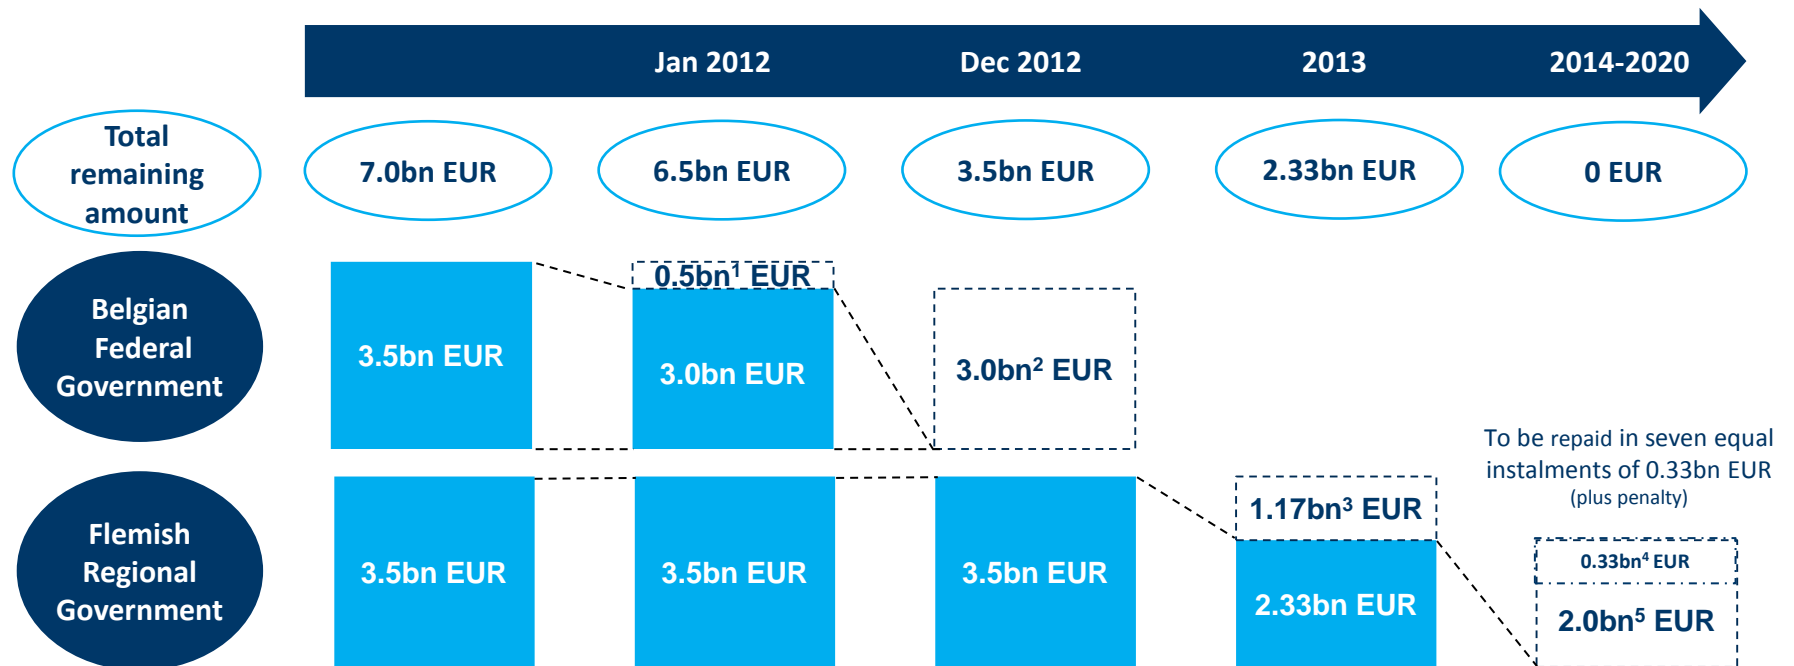 Jan 2012 Dec 2012 2013 2014-2020
Total
remaining
amount
7.0bn EUR 6.5bn EUR 3.5bn EUR 2.33bn EUR 0 EUR
Belgian
Federal
Government
3.5bn EUR
0.5bn¹ EUR
3.0bn EUR
3.0bn² EUR
To be repaid in seven equal
instalments of 0.33bn EUR
(plus penalty)
Flemish
Regional
Government
3.5bn EUR
3.5bn EUR
3.5bn EUR
1.17bn³ EUR
2.33bn EUR
0.33bn⁴ EUR
2.0bn⁵ EUR